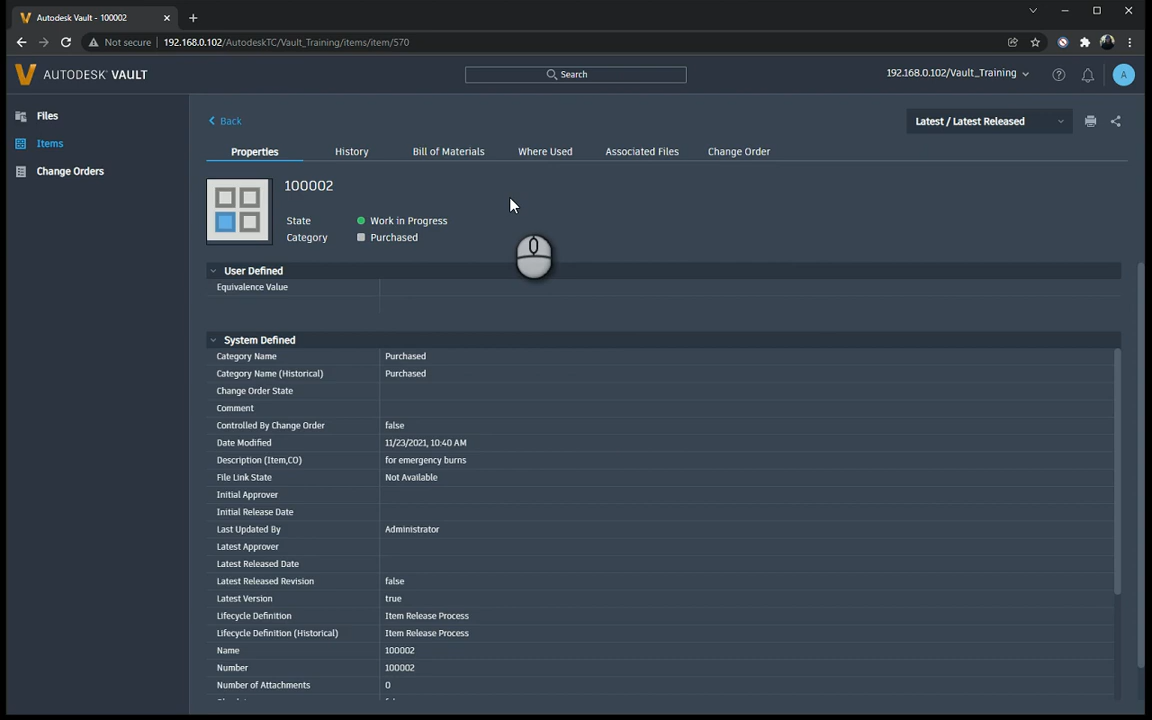 Autodesk Vault - 100002
Not secure 192.168.0.102/AutodeskTC/Vault_Training/items/item/570
AUTODESK VAULT
Search
192.168.0.102/Vault_Training
A
Files
Items
Change Orders
Back
Latest / Latest Released
Properties History Bill of Materials Where Used Associated Files Change Order
100002
State Work in Progress
Category Purchased
User Defined
Equivalence Value
System Defined
Category Name Purchased
Category Name (Historical) Purchased
Change Order State
Comment
Controlled By Change Order false
Date Modified 11/23/2021, 10:40 AM
Description (Item,CO) for emergency burns
File Link State Not Available
Initial Approver
Initial Release Date
Last Updated By Administrator
Latest Approver
Latest Released Date
Latest Released Revision false
Latest Version true
Lifecycle Definition Item Release Process
Lifecycle Definition (Historical) Item Release Process
Name 100002
Number 100002
Number of Attachments 0